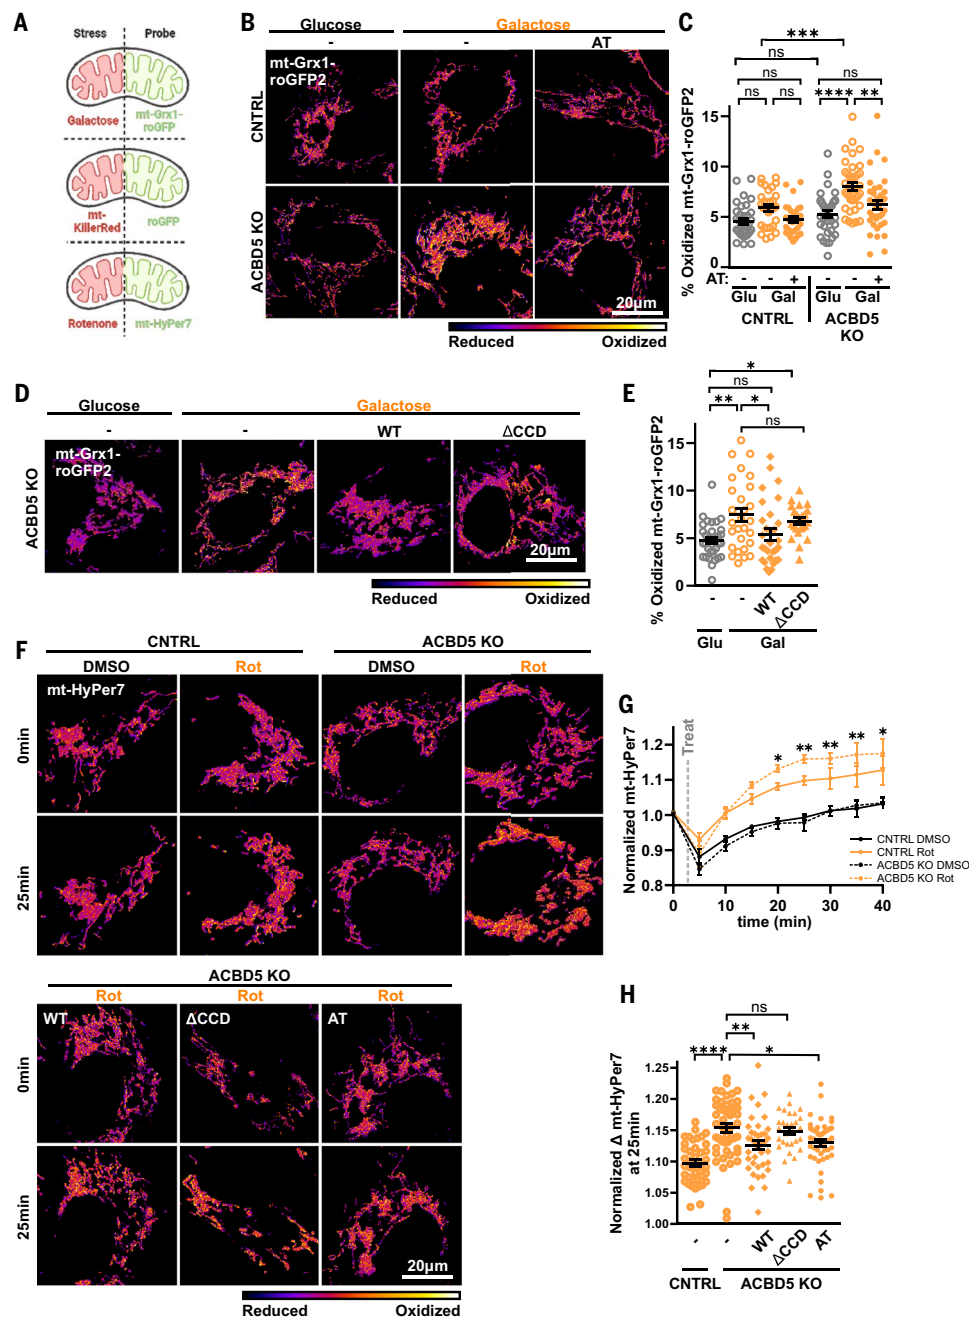 A
Stress Probe
Galactose mt-Grx1-
roGFP
mt-
KillerRed roGFP
Rotenone mt-HyPer7
B
Glucose Galactose
- - AT
mt-Grx1-
roGFP2
CNTRL
ACBD5 KO
20µm
Reduced Oxidized
C
***
ns
ns ns
ns ns **** **
% Oxidized mt-Grx1-roGFP2
15
10
5
0
AT: - - + - - +
Glu Gal Glu Gal
CNTRL ACBD5
KO
D
Glucose Galactose
- - WT ΔCCD
mt-Grx1-
roGFP2
ACBD5 KO
20µm
Reduced Oxidized
E
*
ns
** *
ns
% Oxidized mt-Grx1-roGFP2
15
10
5
0
- - WT ΔCCD
Glu Gal
F
CNTRL ACBD5 KO
DMSO Rot DMSO Rot
mt-HyPer7
0min
25min
ACBD5 KO
Rot Rot Rot
WT ΔCCD AT
0min
25min
20µm
Reduced Oxidized
G
Treat
* ** ** ** *
Normalized mt-HyPer7
1.2
1.1
1.0
0.9
0.8
CNTRL DMSO
CNTRL Rot
ACBD5 KO DMSO
ACBD5 KO Rot
0 10 20 30 40
time (min)
H
ns
**
**** *
Normalized Δ mt-HyPer7
at 25min
1.25
1.20
1.15
1.10
1.05
1.00
- - WT ΔCCD AT
CNTRL ACBD5 KO